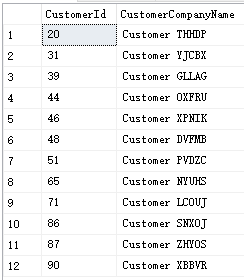 CustomerId CustomerCompanyName
1 20 Customer THHDP
2 31 Customer YJCBX
3 39 Customer GLLAG
4 44 Customer OXFRU
5 46 Customer XPNIK
6 48 Customer DVFMB
7 51 Customer PVDZC
8 65 Customer NYUHS
9 71 Customer LCOUJ
10 86 Customer SNXOJ
11 87 Customer ZHYOS
12 90 Customer XBBVR